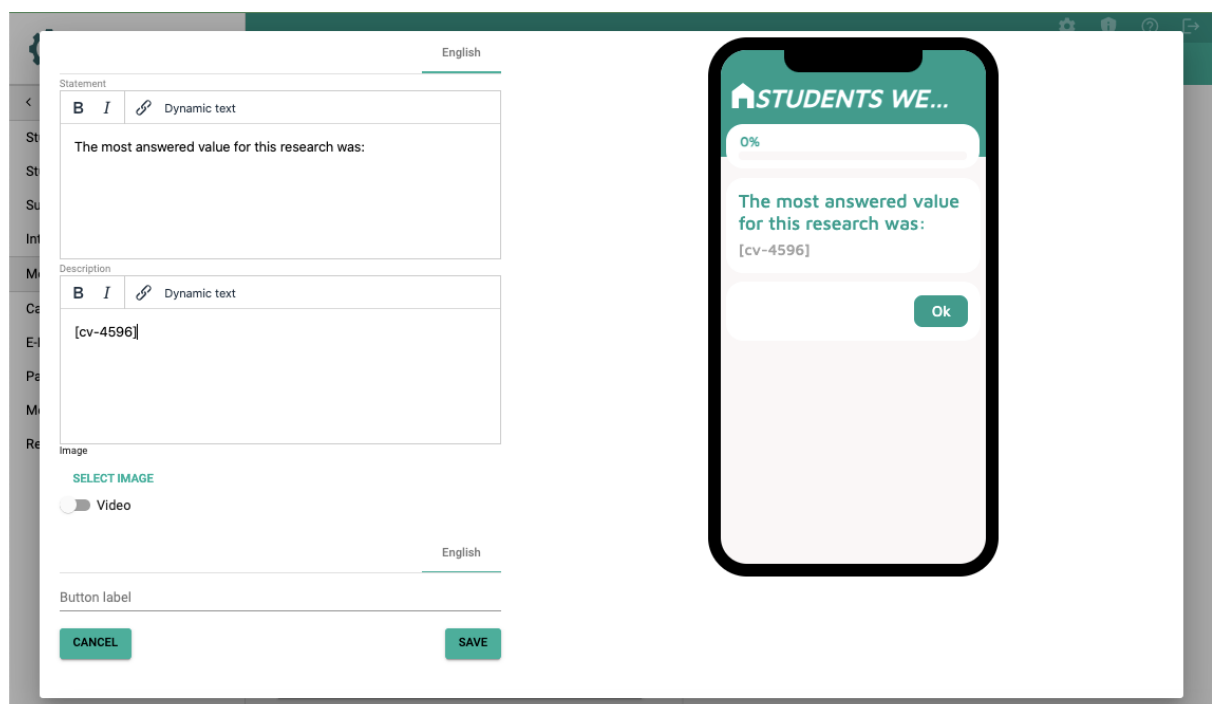 English
Statement
B I Dynamic text
The most answered value for this research was:
Description
B I Dynamic text
[cv-4596]
Image
SELECT IMAGE
Video
English
Button label
CANCEL SAVE
STUDENTS WE...
0%
The most answered value
for this research was:
[cv-4596]
Ok